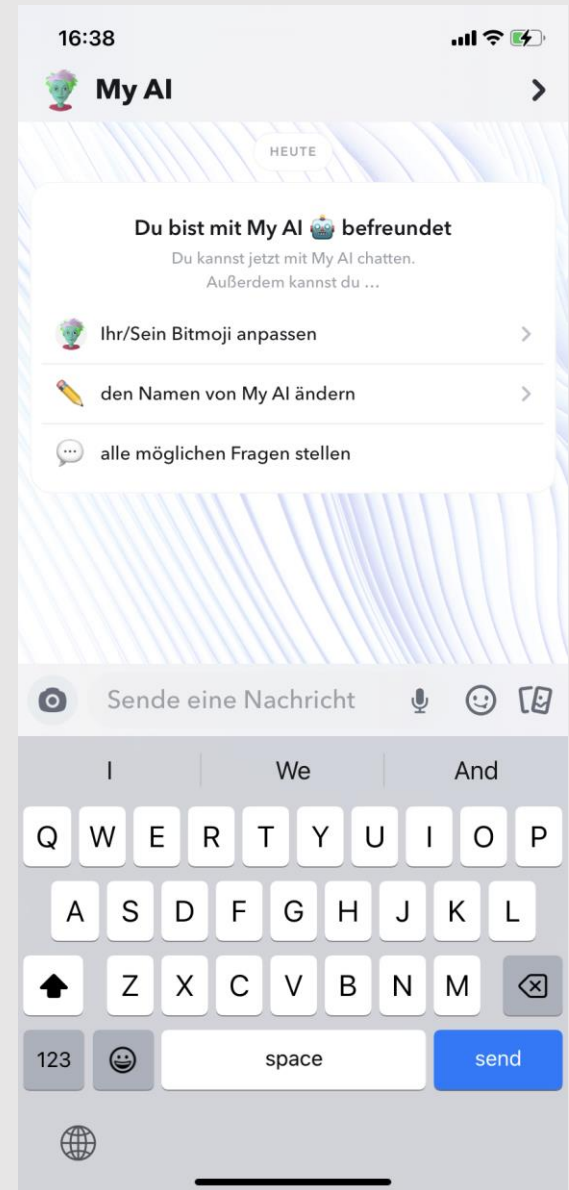 16:38
My AI
HEUTE
Du bist mit My AI 🤖 befreundet
Du kannst jetzt mit My AI chatten.
Außerdem kannst du …
Ihr/Sein Bitmoji anpassen
den Namen von My AI ändern
alle möglichen Fragen stellen
Sende eine Nachricht
I We And
Q W E R T Y U I O P
A S D F G H J K L
Z X C V B N M
123 space send